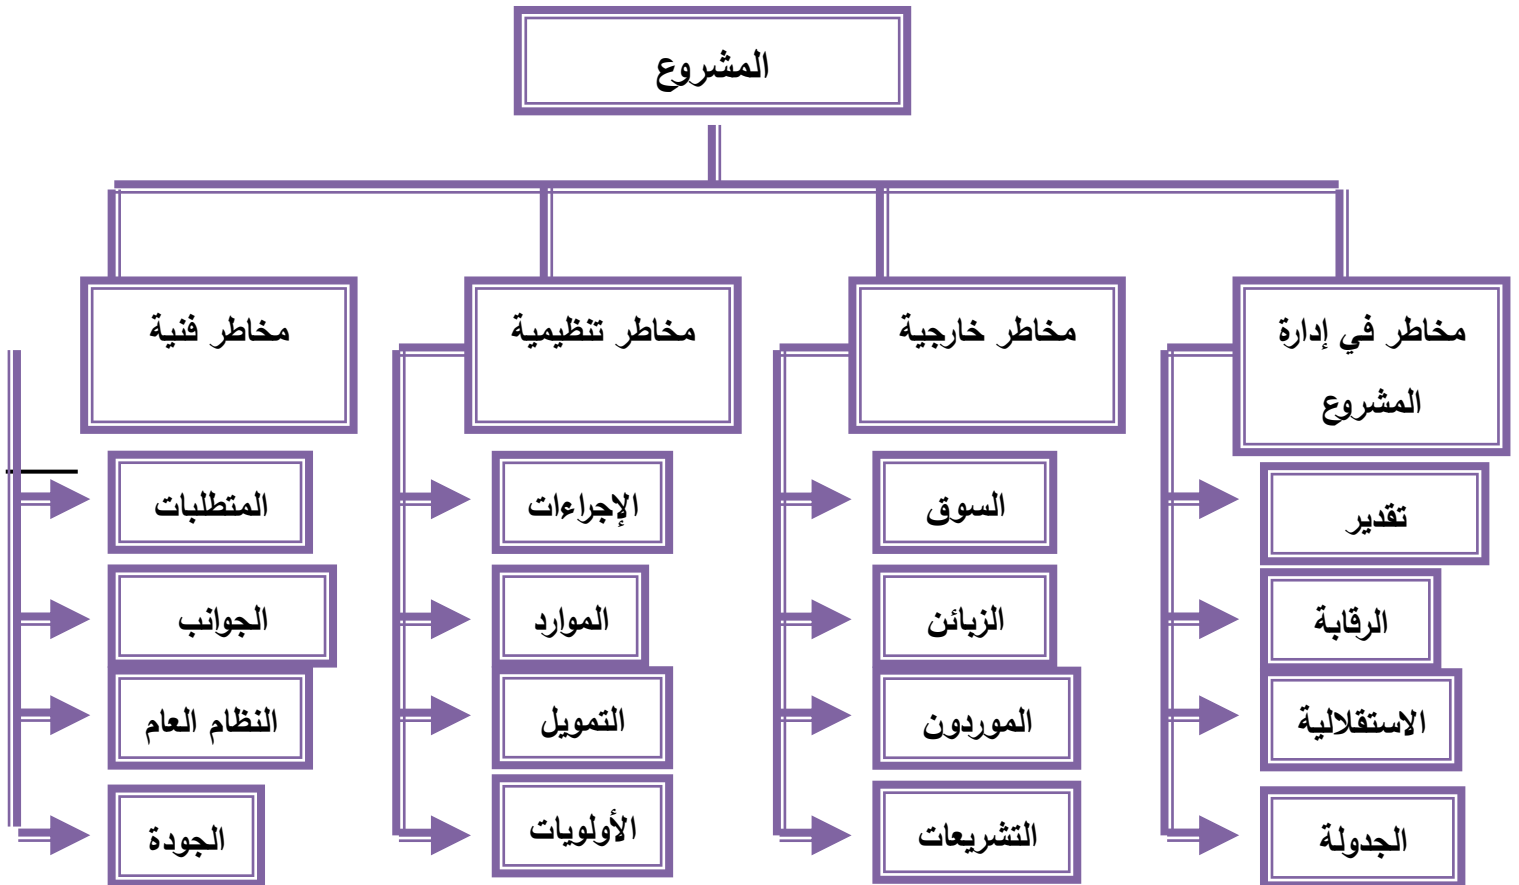 المشروع
مخاطر في إدارة
المشروع
تقدير
الرقابة
الاستقلالية
الجدولة
مخاطر خارجية
السوق
الزبائن
الموردون
التشريعات
مخاطر تنظيمية
الإجراءات
الموارد
التمويل
الأولويات
مخاطر فنية
المتطلبات
الجوانب
النظام العام
الجودة